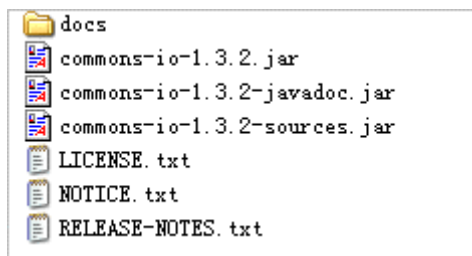 docs
commons-io-1.3.2.jar
commons-io-1.3.2-javadoc.jar
commons-io-1.3.2-sources.jar
LICENSE.txt
NOTICE.txt
RELEASE-NOTES.txt